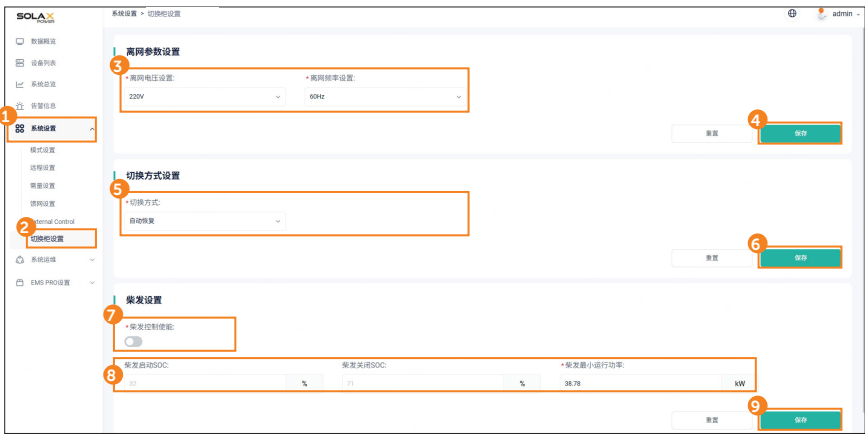 SOLAX
POWER
系统设置 > 切换柜设置
admin
数据概览
设备列表
系统总览
告警信息
1
系统设置
模式设置
远程设置
需量设置
馈网设置
External Control
2
切换柜设置
系统运维
EMS PRO设置
离网参数设置
3
*离网电压设置:
*离网频率设置:
220V
60Hz
4
重置
保存
切换方式设置
5
*切换方式:
自动恢复
6
重置
保存
柴发设置
7
*柴发控制使能:
8
柴发启动SOC:
柴发关闭SOC:
*柴发最小运行功率:
22
%
71
%
38.78
kW
9
重置
保存